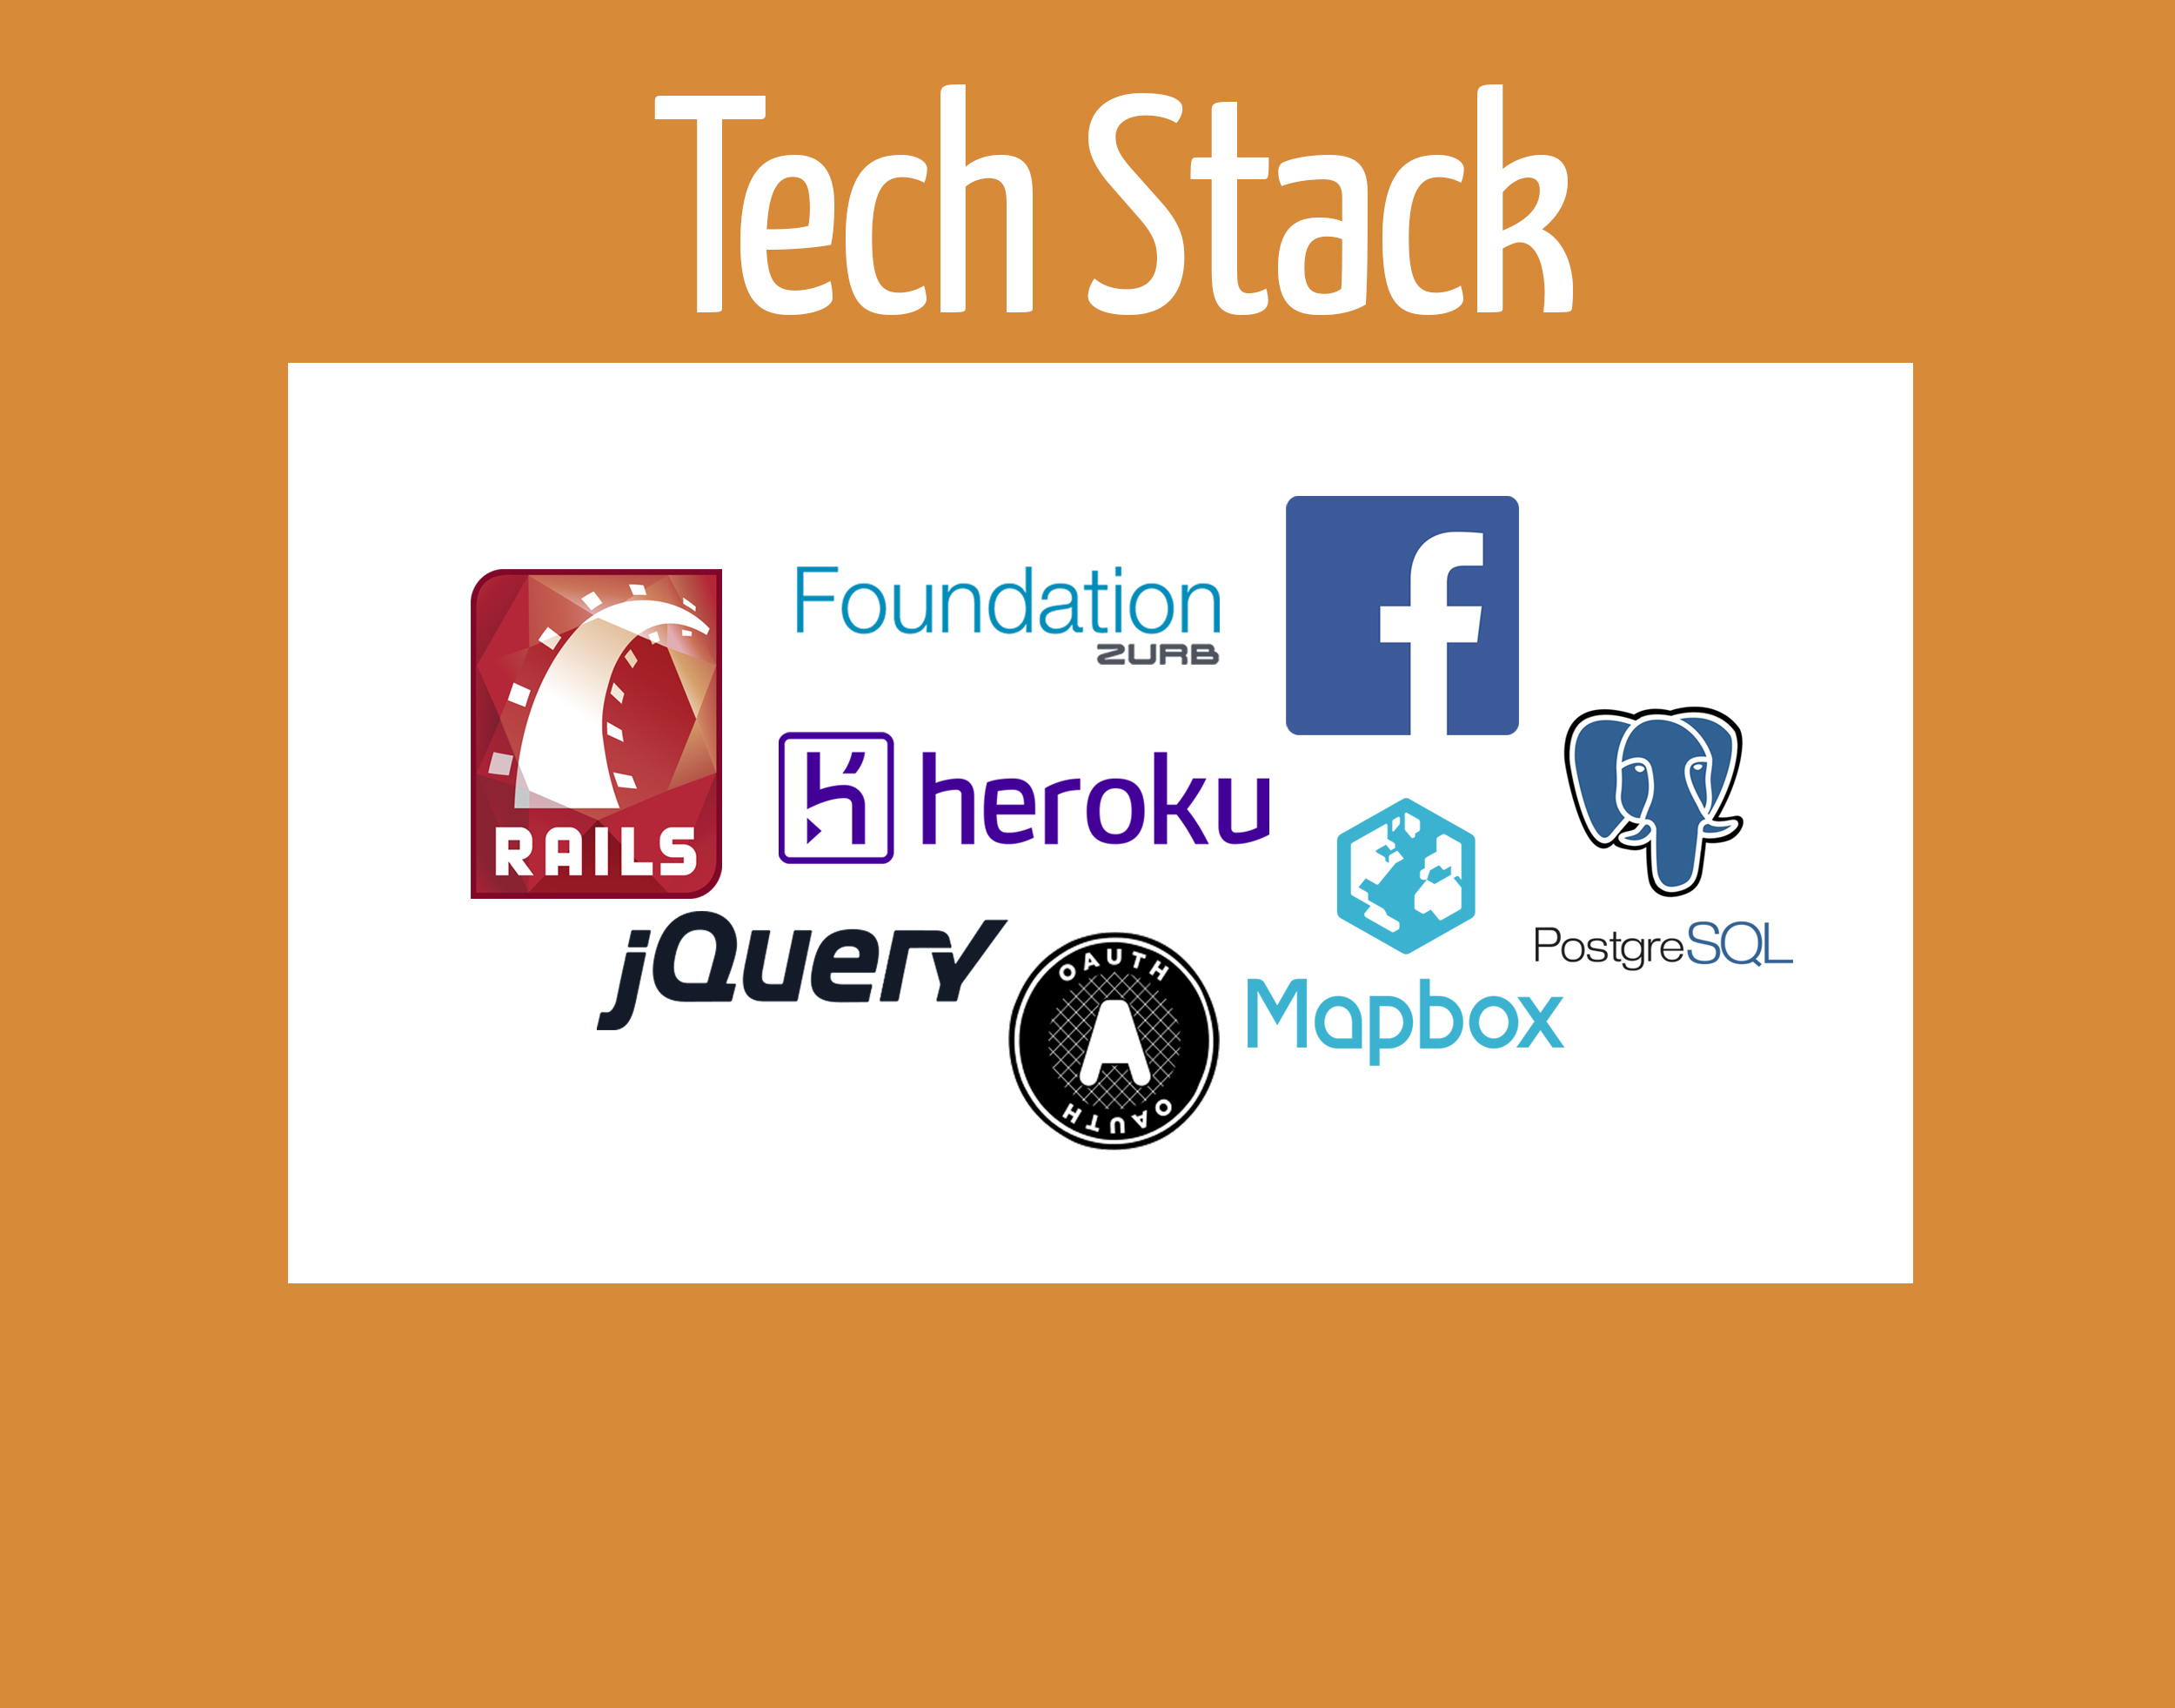 Tech Stack
Foundation
ZURB
f
RAILS
heroku
jQuery
OAUTH
A
OAUTH
Mapbox
PostgreSQL